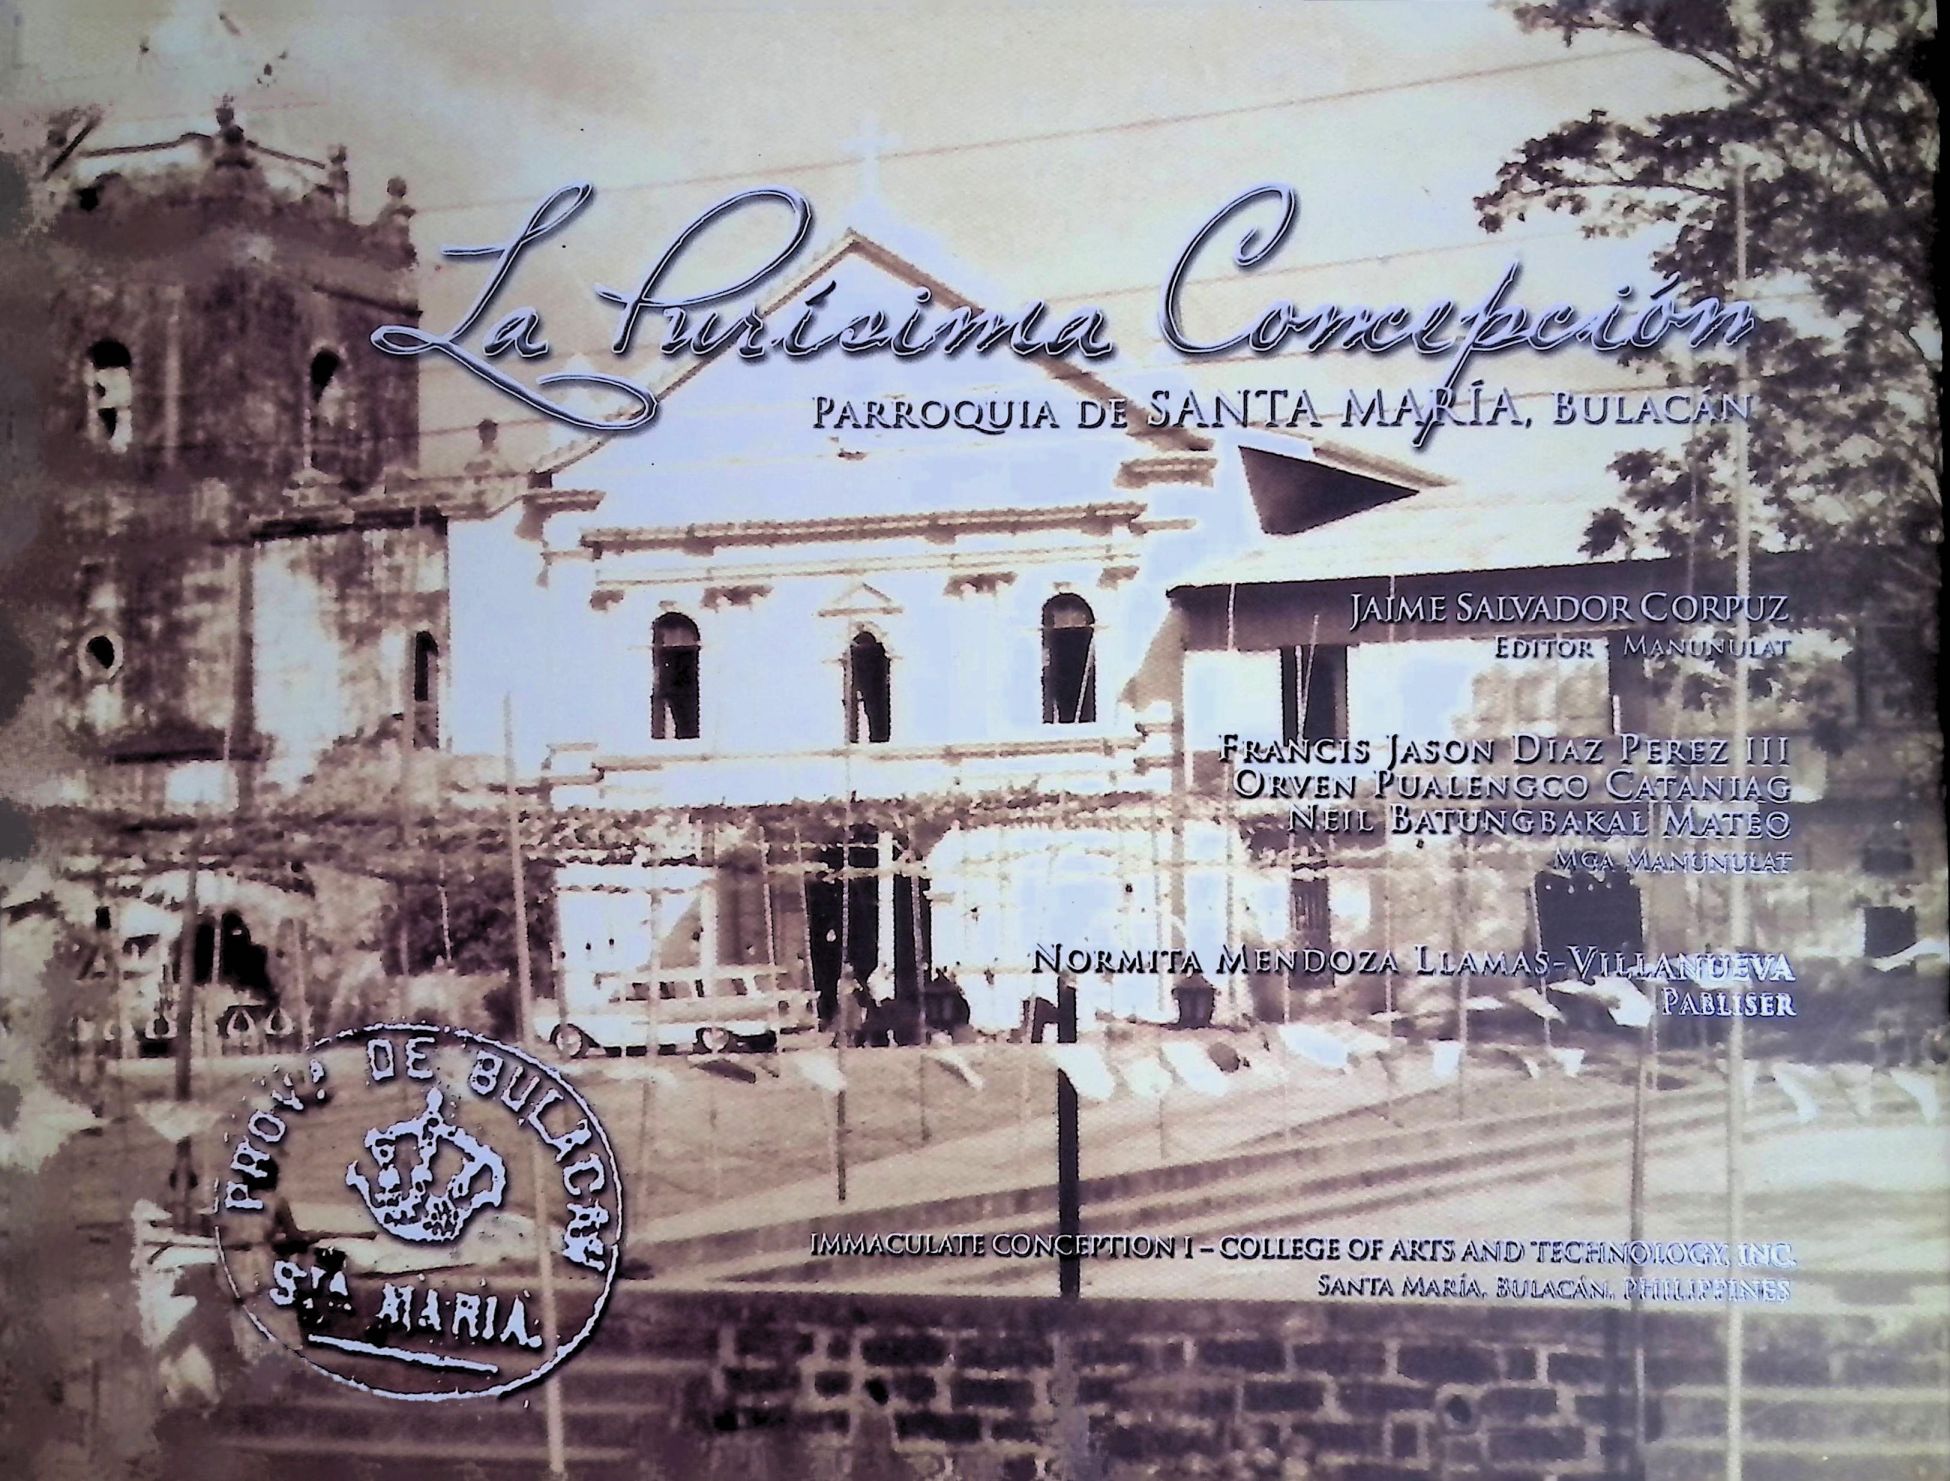 La Purísima Concepción
PARROQUIA DE SANTA MARÍA, BULACÁN
JAIME SALVADOR CORPUZ
EDITOR · MANUNULAT
FRANCIS JASON DIAZ PEREZ III
ORVEN PUALENGCO CATANIAG
NEIL BATUNGBAKAL MATEO
MGA MANUNULAT
NORMITA MENDOZA LLAMAS-VILLANUEVA
PABLISER
PROVA DE BULACAN
STA MARIA.
IMMACULATE CONCEPTION I – COLLEGE OF ARTS AND TECHNOLOGY, INC.
SANTA MARÍA, BULACÁN, PHILIPPINES